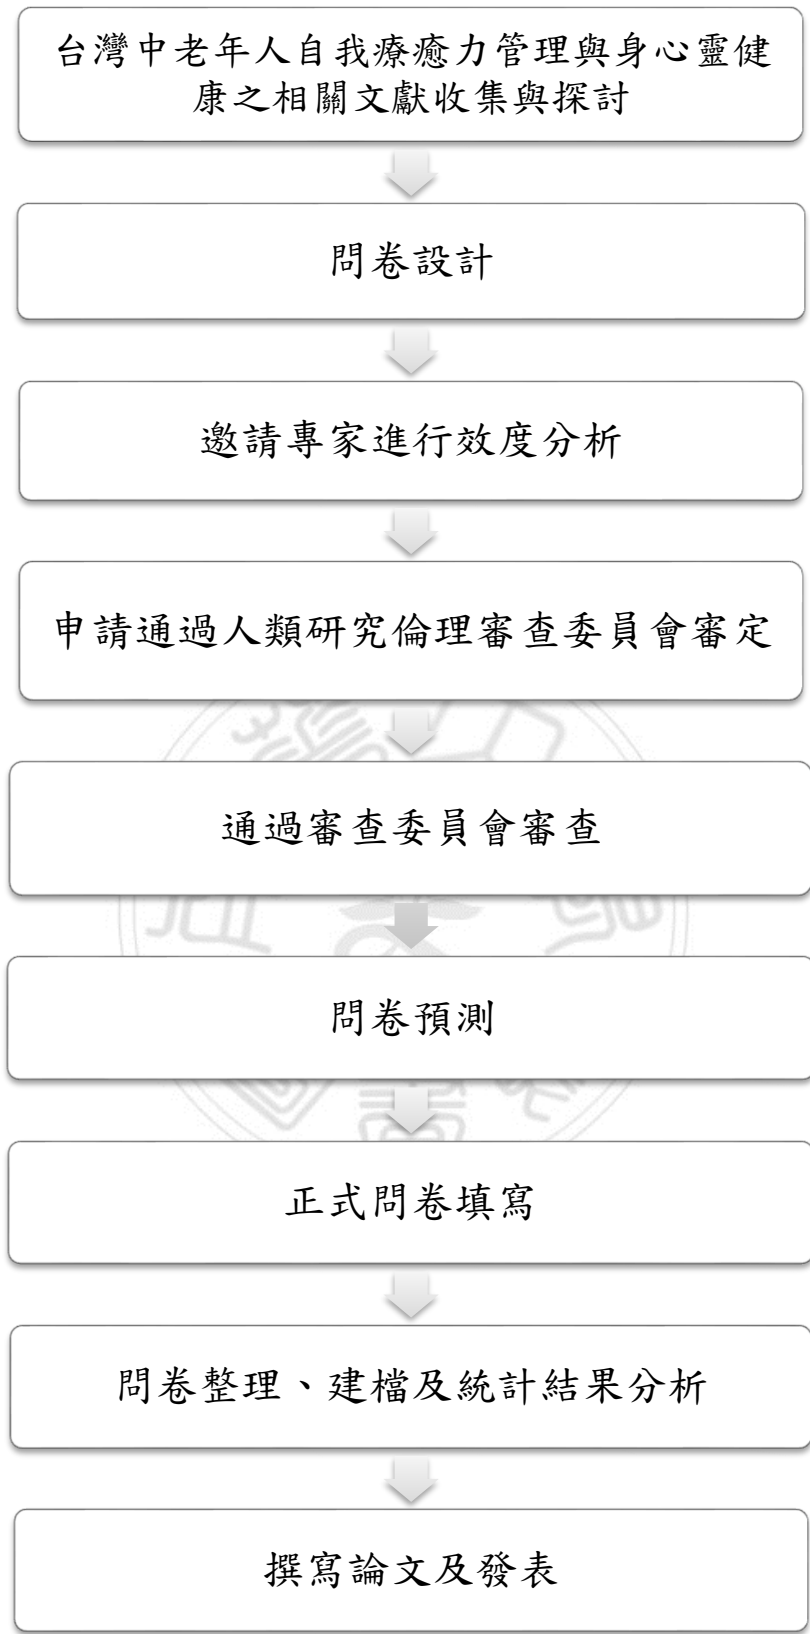 台灣中老年人自我療癒力管理與身心靈健
康之相關文獻收集與探討
問卷設計
邀請專家進行效度分析
申請通過人類研究倫理審查委員會審定
通過審查委員會審查
問卷預測
正式問卷填寫
問卷整理、建檔及統計結果分析
撰寫論文及發表